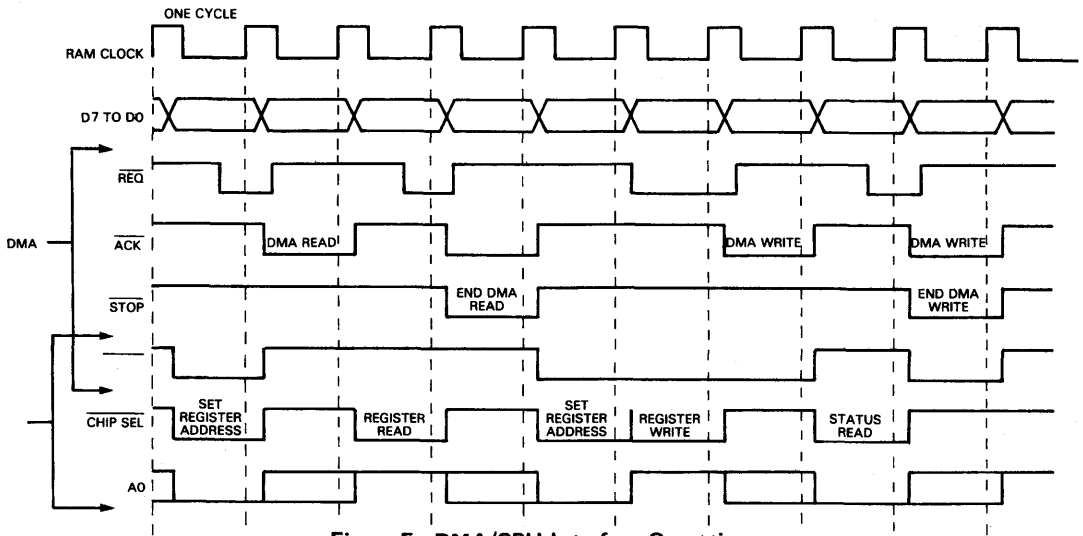 ONE CYCLE
RAM CLOCK
D7 TO D0
REQ
DMA
ACK
DMA READ
DMA WRITE
DMA WRITE
STOP
END DMA
READ
END DMA
WRITE
CHIP SEL
SET
REGISTER
ADDRESS
REGISTER
READ
SET
REGISTER
ADDRESS
REGISTER
WRITE
STATUS
READ
A0